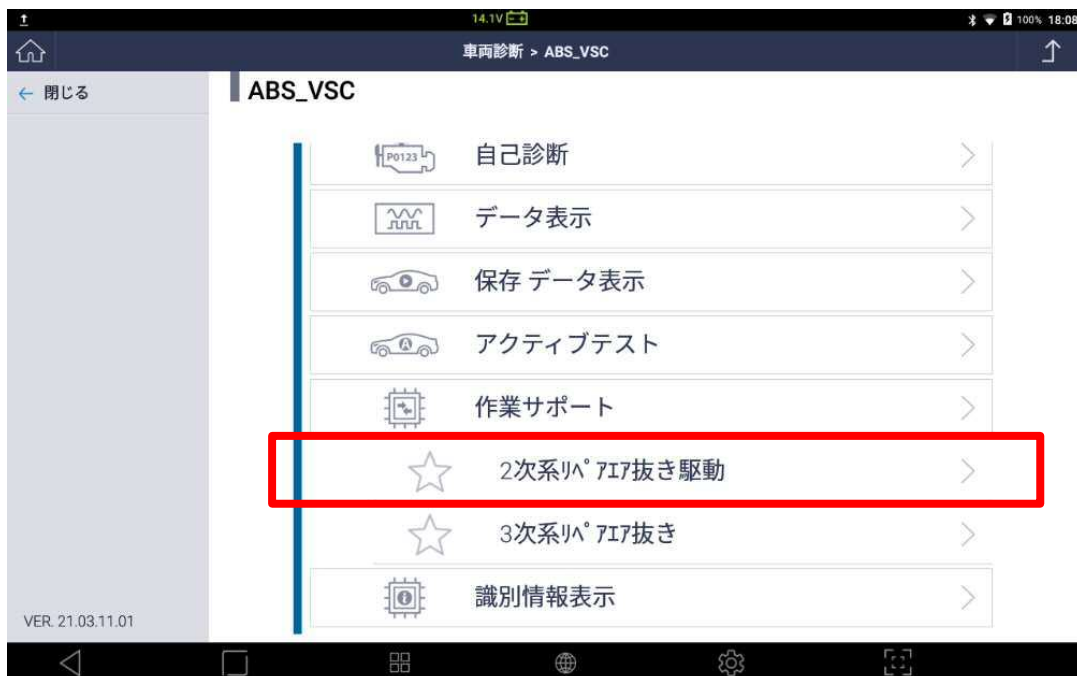 14.1V
100% 18:08
車両診断 > ABS_VSC
← 閉じる
ABS_VSC
P0123
自己診断
データ表示
保存 データ表示
A
アクティブテスト
作業サポート
2次系ﾘﾍﾟｱｴｱ抜き駆動
3次系ﾘﾍﾟｱｴｱ抜き
識別情報表示
VER. 21.03.11.01